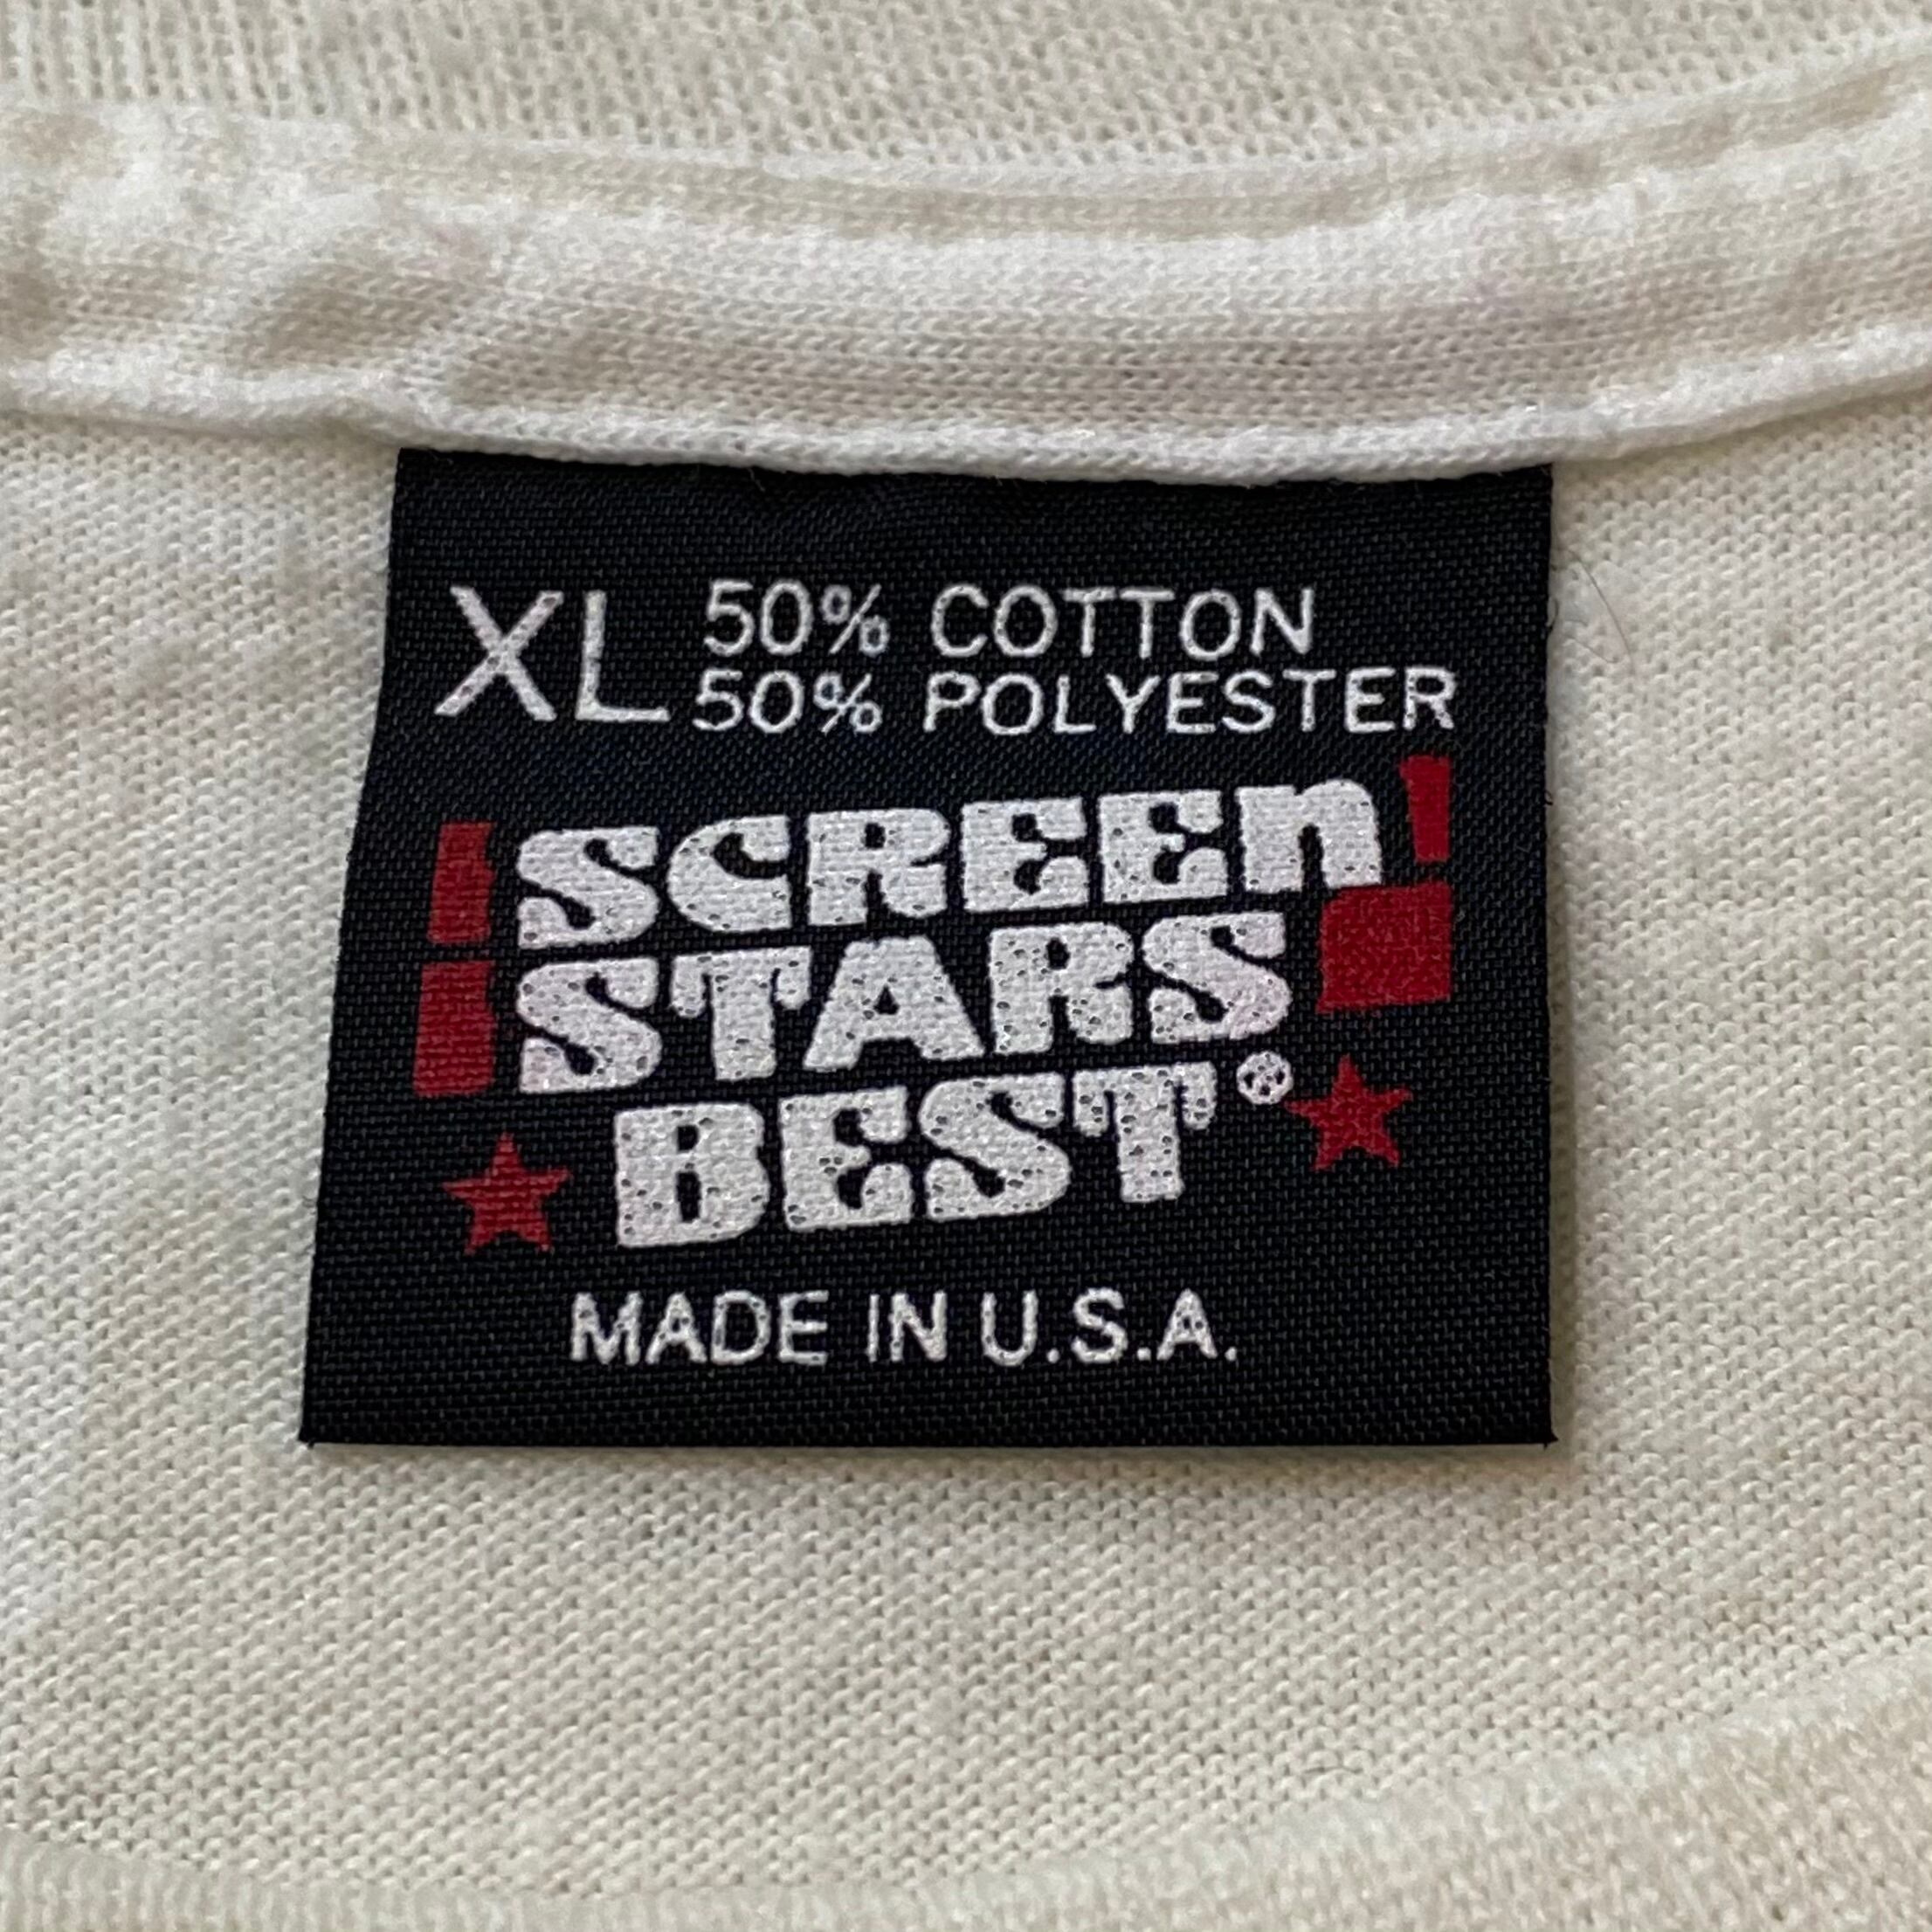 XL 50% COTTON
50% POLYESTER
SCREEn
STARS
BEST®
MADE IN U.S.A.